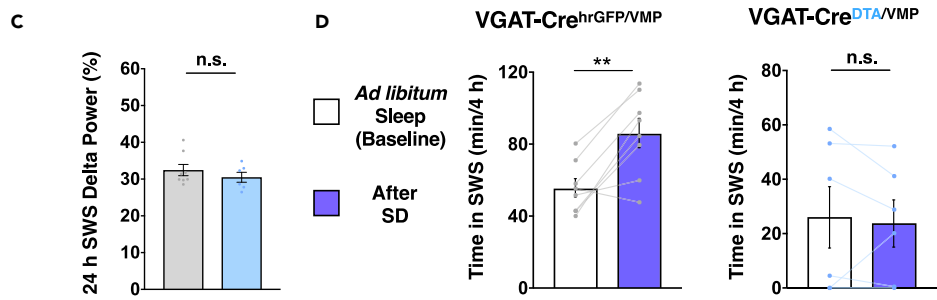 C
24 h SWS Delta Power (%)
60
50
40
30
20
10
0
n.s.
D
Ad libitum
Sleep
(Baseline)
After
SD
VGAT-CrehrGFP/VMP
Time in SWS (min/4 h)
120
80
40
0
**
VGAT-CreDTA/VMP
Time in SWS (min/4 h)
80
60
40
20
0
n.s.